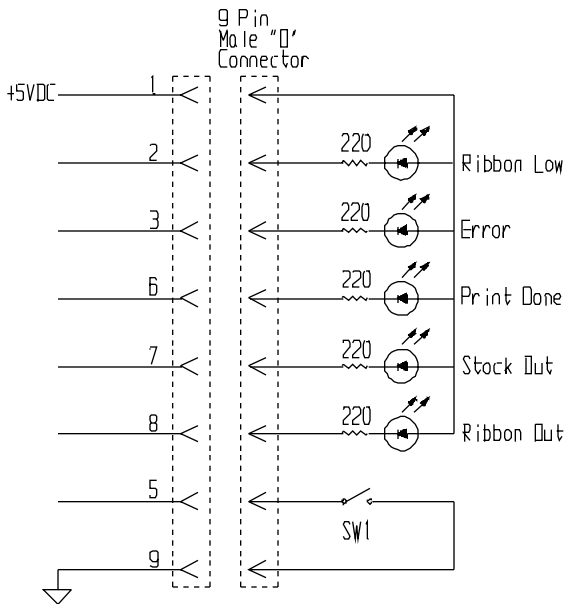 9 Pin
Male "D"
Connector
+5VDC
1
2
220
Ribbon Low
3
220
Error
6
220
Print Done
7
220
Stock Out
8
220
Ribbon Out
5
SW1
9